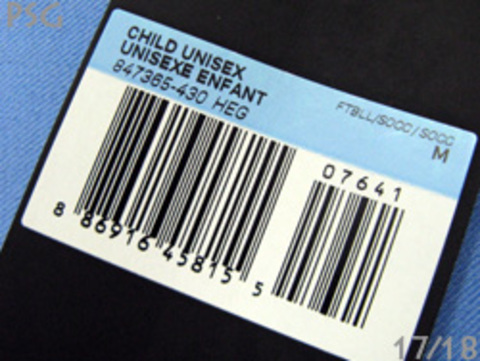 PSG
CHILD UNISEX
UNISEXE ENFANT
847365-430 HEG
FTBLL/SOCC/SOCC
M
07641
8 86916 45815 5
17/18